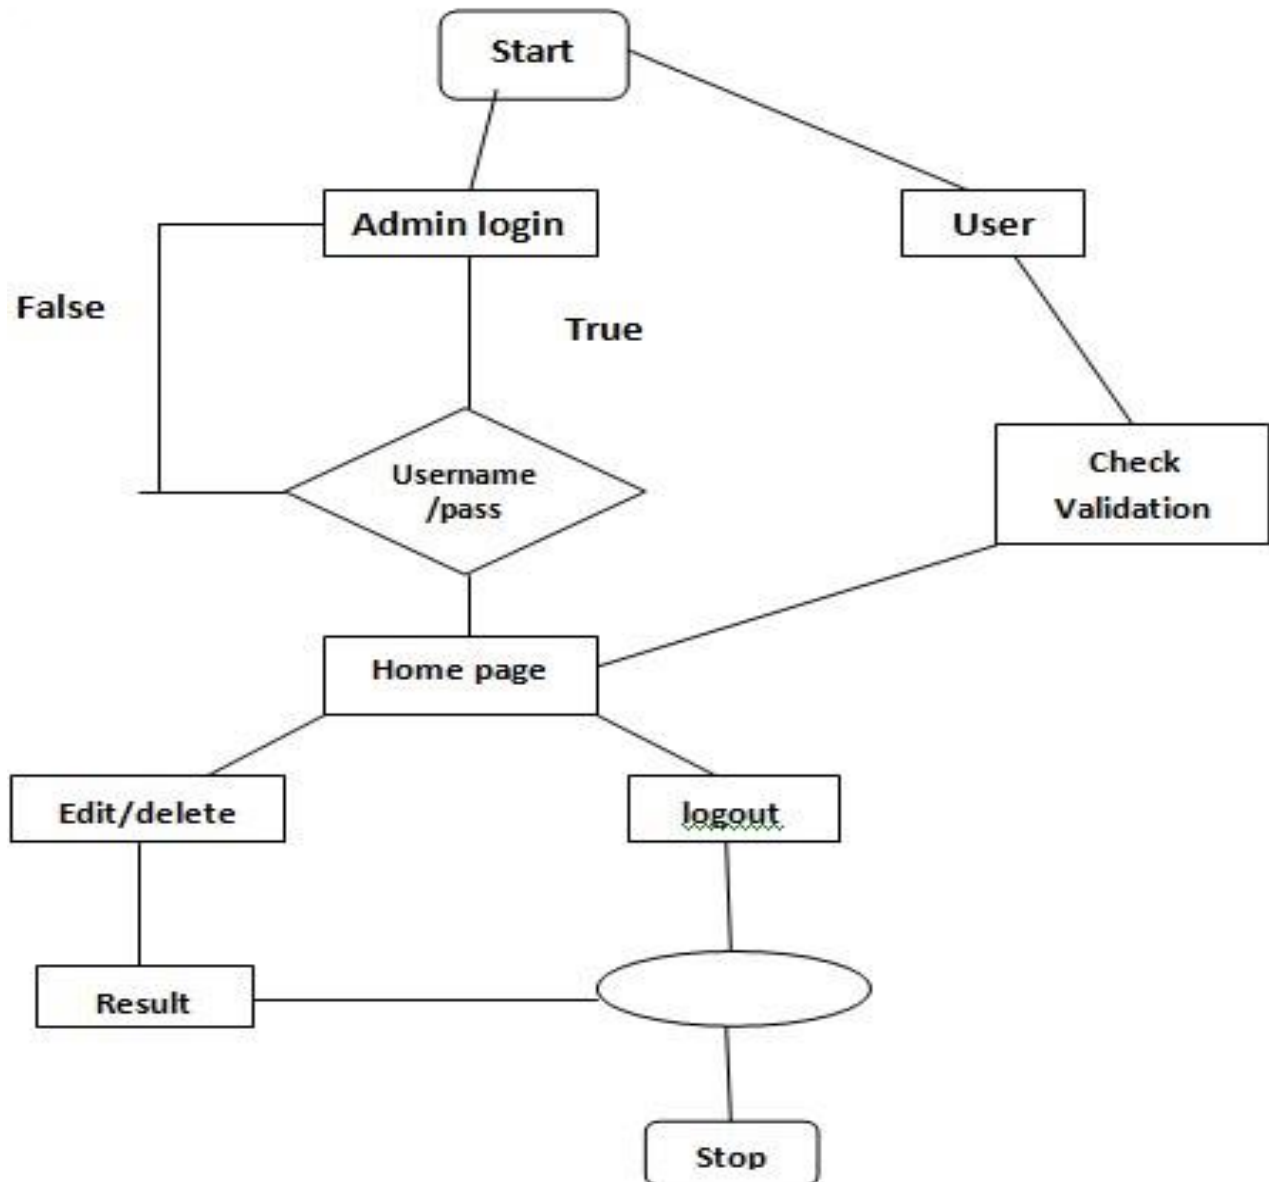 Start
Admin login
User
False
True
Username
/pass
Check
Validation
Home page
Edit/delete
logout
Result
Stop